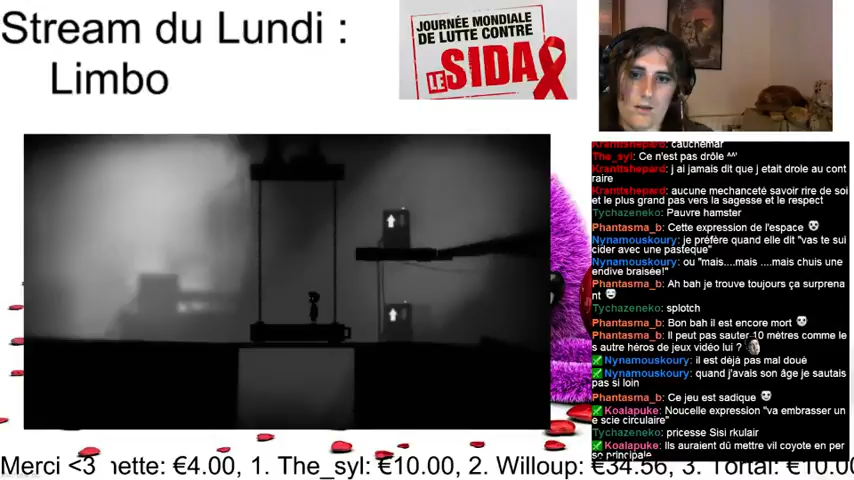 Stream du Lundi :
Limbo
JOURNÉE MONDIALE
DE LUTTE CONTRE
LE SIDA
Kranttshepard: cauchemar
The_syl: Ce n'est pas drôle ^^'
Kranttshepard: j ai jamais dit que j etait drole au cont
raire
Kranttshepard: aucune mechanceté savoir rire de soi
et le plus grand pas vers la sagesse et le respect
Tychazeneko: Pauvre hamster
Phantasma_b: Cette expression de l'espace
Nynamouskoury: je préfère quand elle dit "vas te sui
cider avec une pastèque"
Nynamouskoury: ou "mais....mais ....mais chuis une
endive braisée!"
Phantasma_b: Ah bah je trouve toujours ça surprena
nt
Tychazeneko: splotch
Phantasma_b: Bon bah il est encore mort
Phantasma_b: Il peut pas sauter 10 mètres comme le
s autre héros de jeux vidéo lui ?
Nynamouskoury: il est déjà pas mal doué
Nynamouskoury: quand j'avais son âge je sautais
pas si loin
Phantasma_b: Ce jeu est sadique
Koalapuke: Noucelle expression "va embrasser un
e scie circulaire"
Tychazeneko: pricesse Sisi rkulair
Koalapuke: Ils auraient dû mettre vil coyote en per
so principale
Merci <3 nette: €4.00, 1. The_syl: €10.00, 2. Willoup: €34.56, 3. Tortal: €10.00